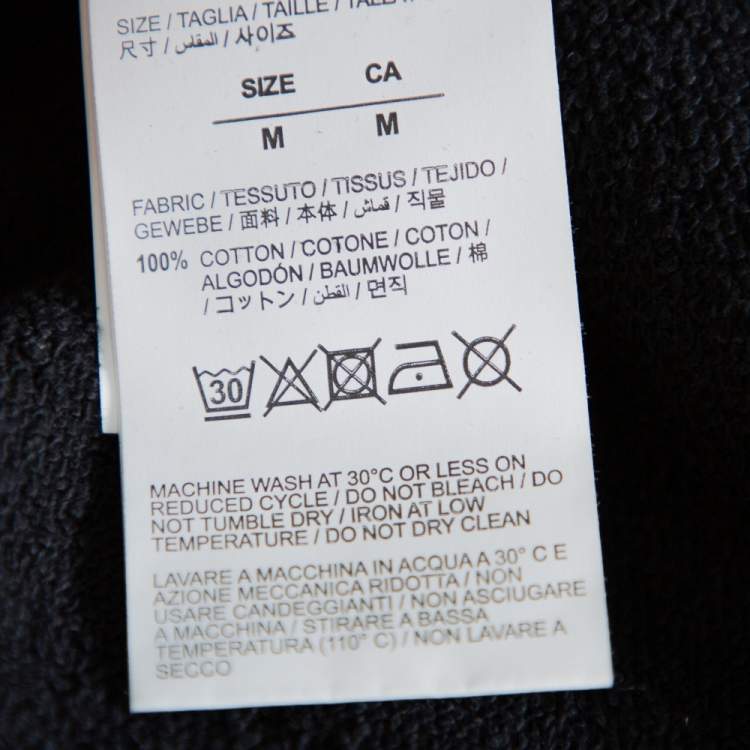 SIZE / TAGLIA / TAILLE /
尺寸 / المقاس / 사이즈
SIZE CA
M M
FABRIC / TESSUTO / TISSUS / TEJIDO /
GEWEBE / 面料 / 本体 / قماش / 직물
100% COTTON / COTONE / COTON /
ALGODÓN / BAUMWOLLE / 棉
/ コットン / القطن / 면직
30
MACHINE WASH AT 30°C OR LESS ON
REDUCED CYCLE / DO NOT BLEACH / DO
NOT TUMBLE DRY / IRON AT LOW
TEMPERATURE / DO NOT DRY CLEAN
LAVARE A MACCHINA IN ACQUA A 30° C E
AZIONE MECCANICA RIDOTTA / NON
USARE CANDEGGIANTI / NON ASCIUGARE
A MACCHINA / STIRARE A BASSA
TEMPERATURA (110° C) / NON LAVARE A
SECCO